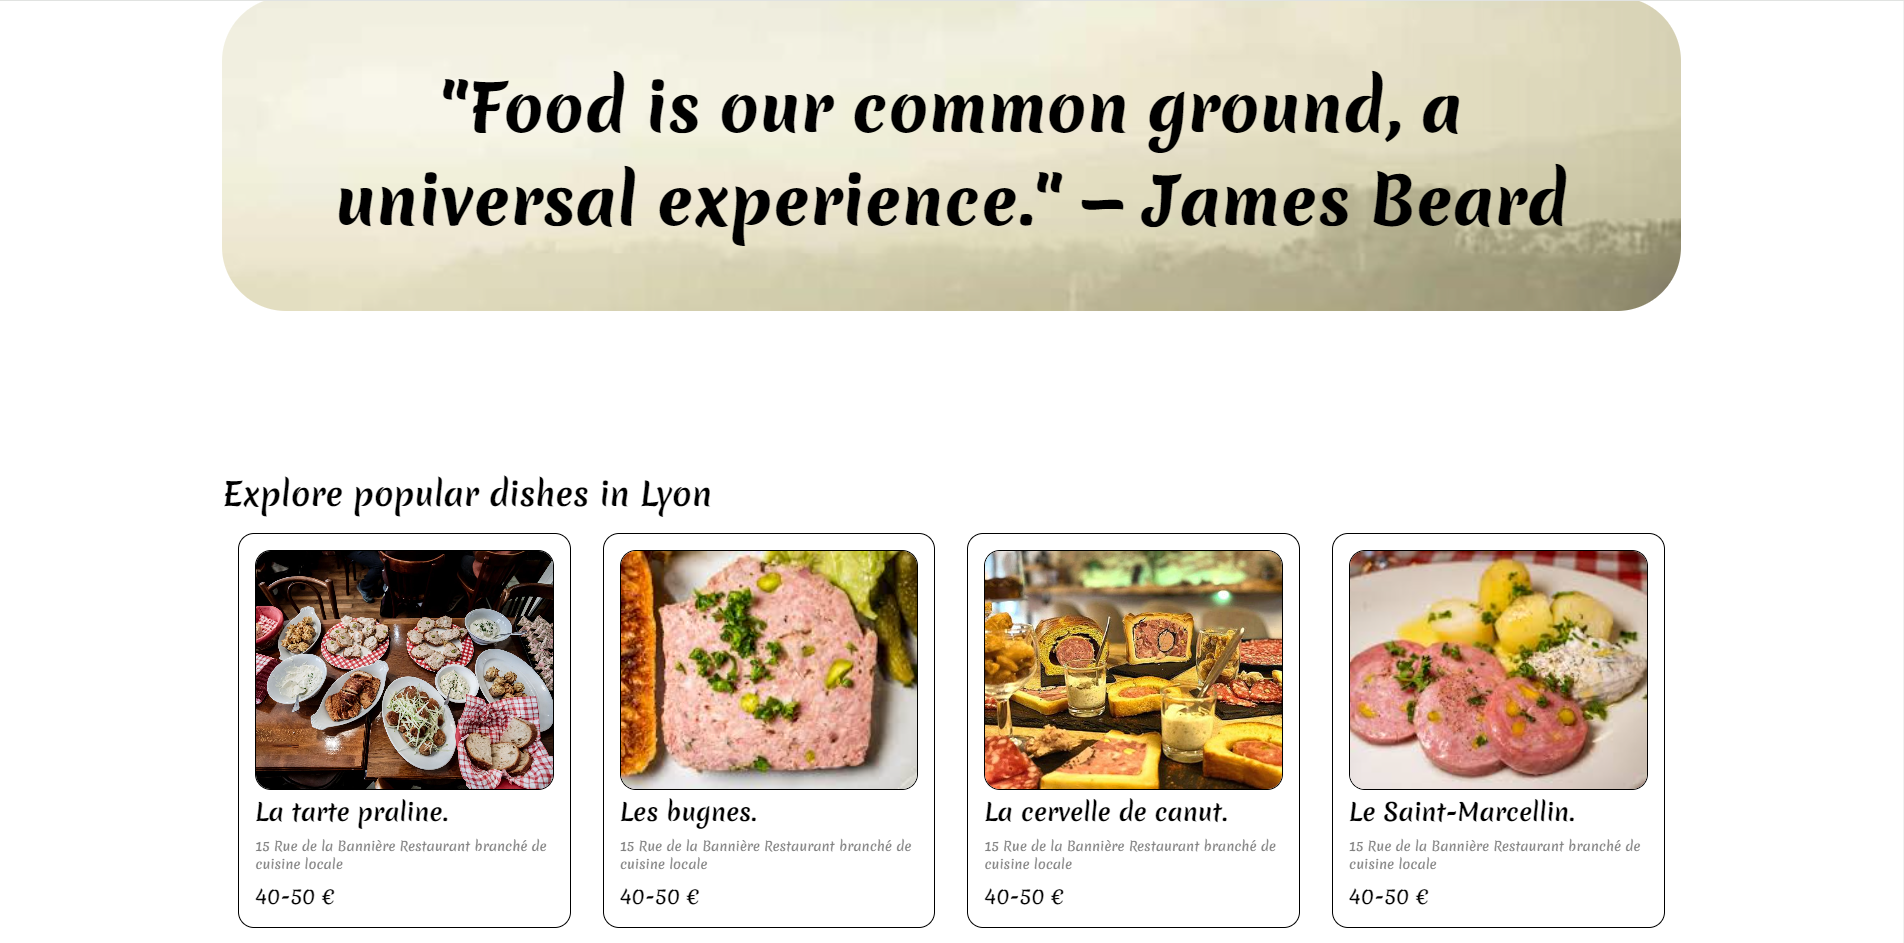 "Food is our common ground, a
universal experience." – James Beard
Explore popular dishes in Lyon
La tarte praline.
15 Rue de la Bannière Restaurant branché de
cuisine locale
40-50 €
Les bugnes.
15 Rue de la Bannière Restaurant branché de
cuisine locale
40-50 €
La cervelle de canut.
15 Rue de la Bannière Restaurant branché de
cuisine locale
40-50 €
Le Saint-Marcellin.
15 Rue de la Bannière Restaurant branché de
cuisine locale
40-50 €